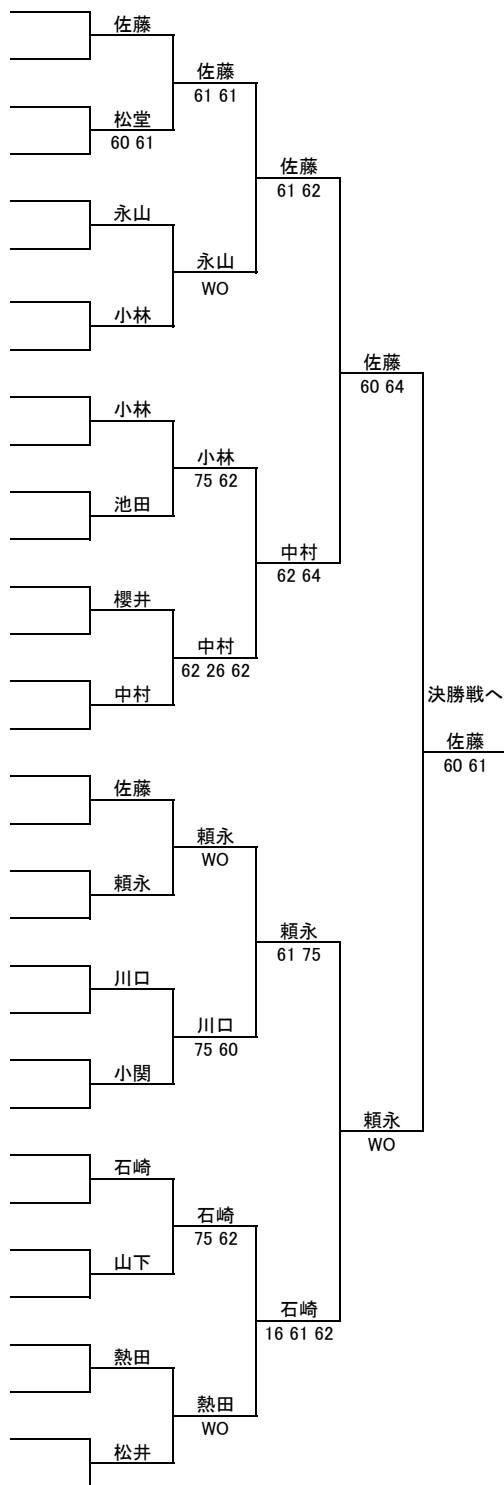 佐藤
佐藤
61 61
松堂
60 61
佐藤
61 62
永山
永山
WO
小林
佐藤
60 64
小林
小林
75 62
池田
中村
62 64
櫻井
中村
62 26 62
中村
決勝戦へ
佐藤
60 61
佐藤
頼永
WO
頼永
頼永
61 75
川口
川口
75 60
小関
頼永
WO
石崎
石崎
75 62
山下
石崎
16 61 62
熱田
熱田
WO
松井